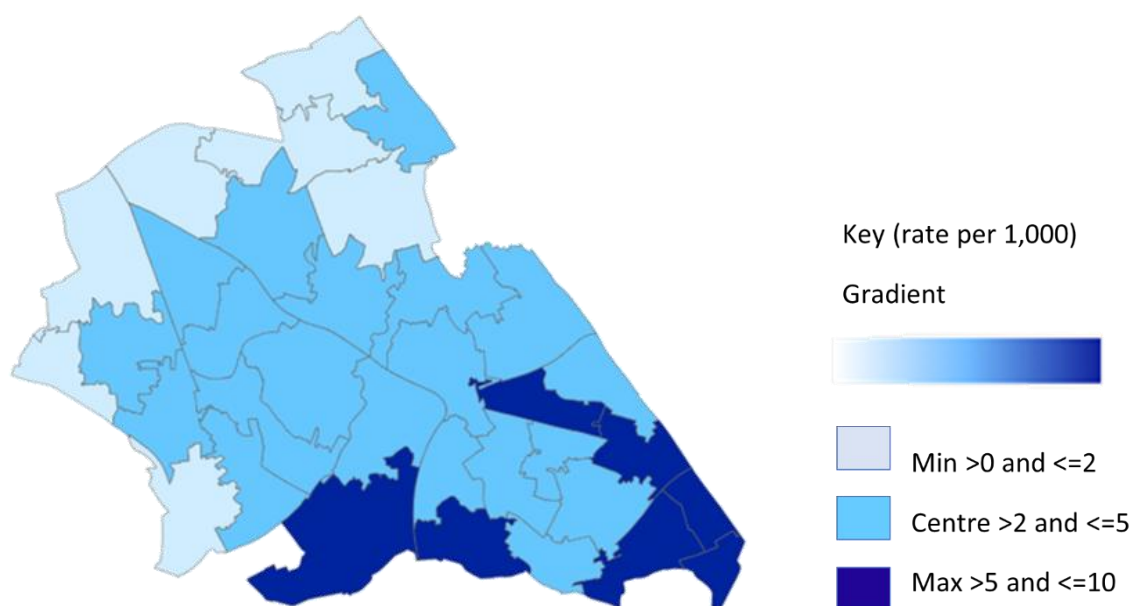 Key (rate per 1,000)
Gradient
Min >0 and <=2
Centre >2 and <=5
Max >5 and <=10